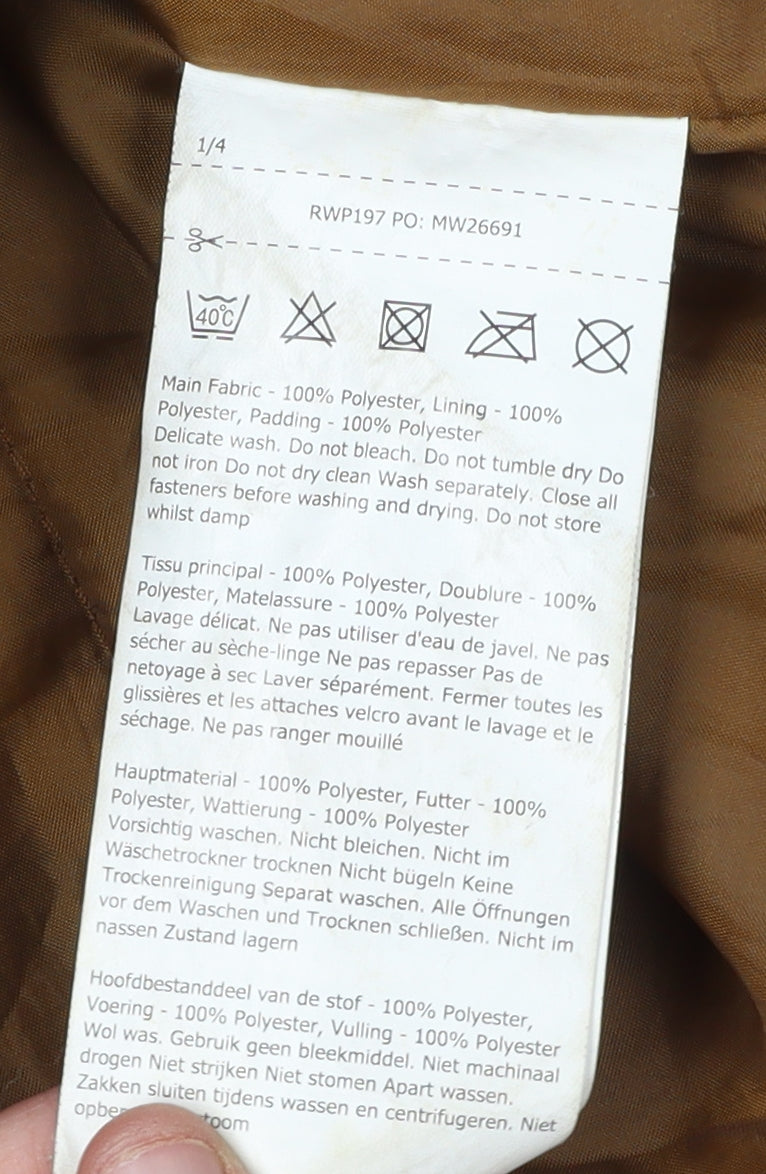 1/4
RWP197 PO: MW26691
40°C
Main Fabric - 100% Polyester, Lining - 100%
Polyester, Padding - 100% Polyester
Delicate wash. Do not bleach. Do not tumble dry Do
not iron Do not dry clean Wash separately. Close all
fasteners before washing and drying. Do not store
whilst damp
Tissu principal - 100% Polyester, Doublure - 100%
Polyester, Matelassure - 100% Polyester
Lavage délicat. Ne pas utiliser d'eau de javel. Ne pas
sécher au sèche-linge Ne pas repasser Pas de
netoyage à sec Laver séparément. Fermer toutes les
glissières et les attaches velcro avant le lavage et le
séchage. Ne pas ranger mouillé
Hauptmaterial - 100% Polyester, Futter - 100%
Polyester, Wattierung - 100% Polyester
Vorsichtig waschen. Nicht bleichen. Nicht im
Wäschetrockner trocknen Nicht bügeln Keine
Trockenreinigung Separat waschen. Alle Öffnungen
vor dem Waschen und Trocknen schließen. Nicht im
nassen Zustand lagern
Hoofdbestanddeel van de stof - 100% Polyester,
Voering - 100% Polyester, Vulling - 100% Polyester
Wol was. Gebruik geen bleekmiddel. Niet machinaal
drogen Niet strijken Niet stomen Apart wassen.
Zakken sluiten tijdens wassen en centrifugeren. Niet